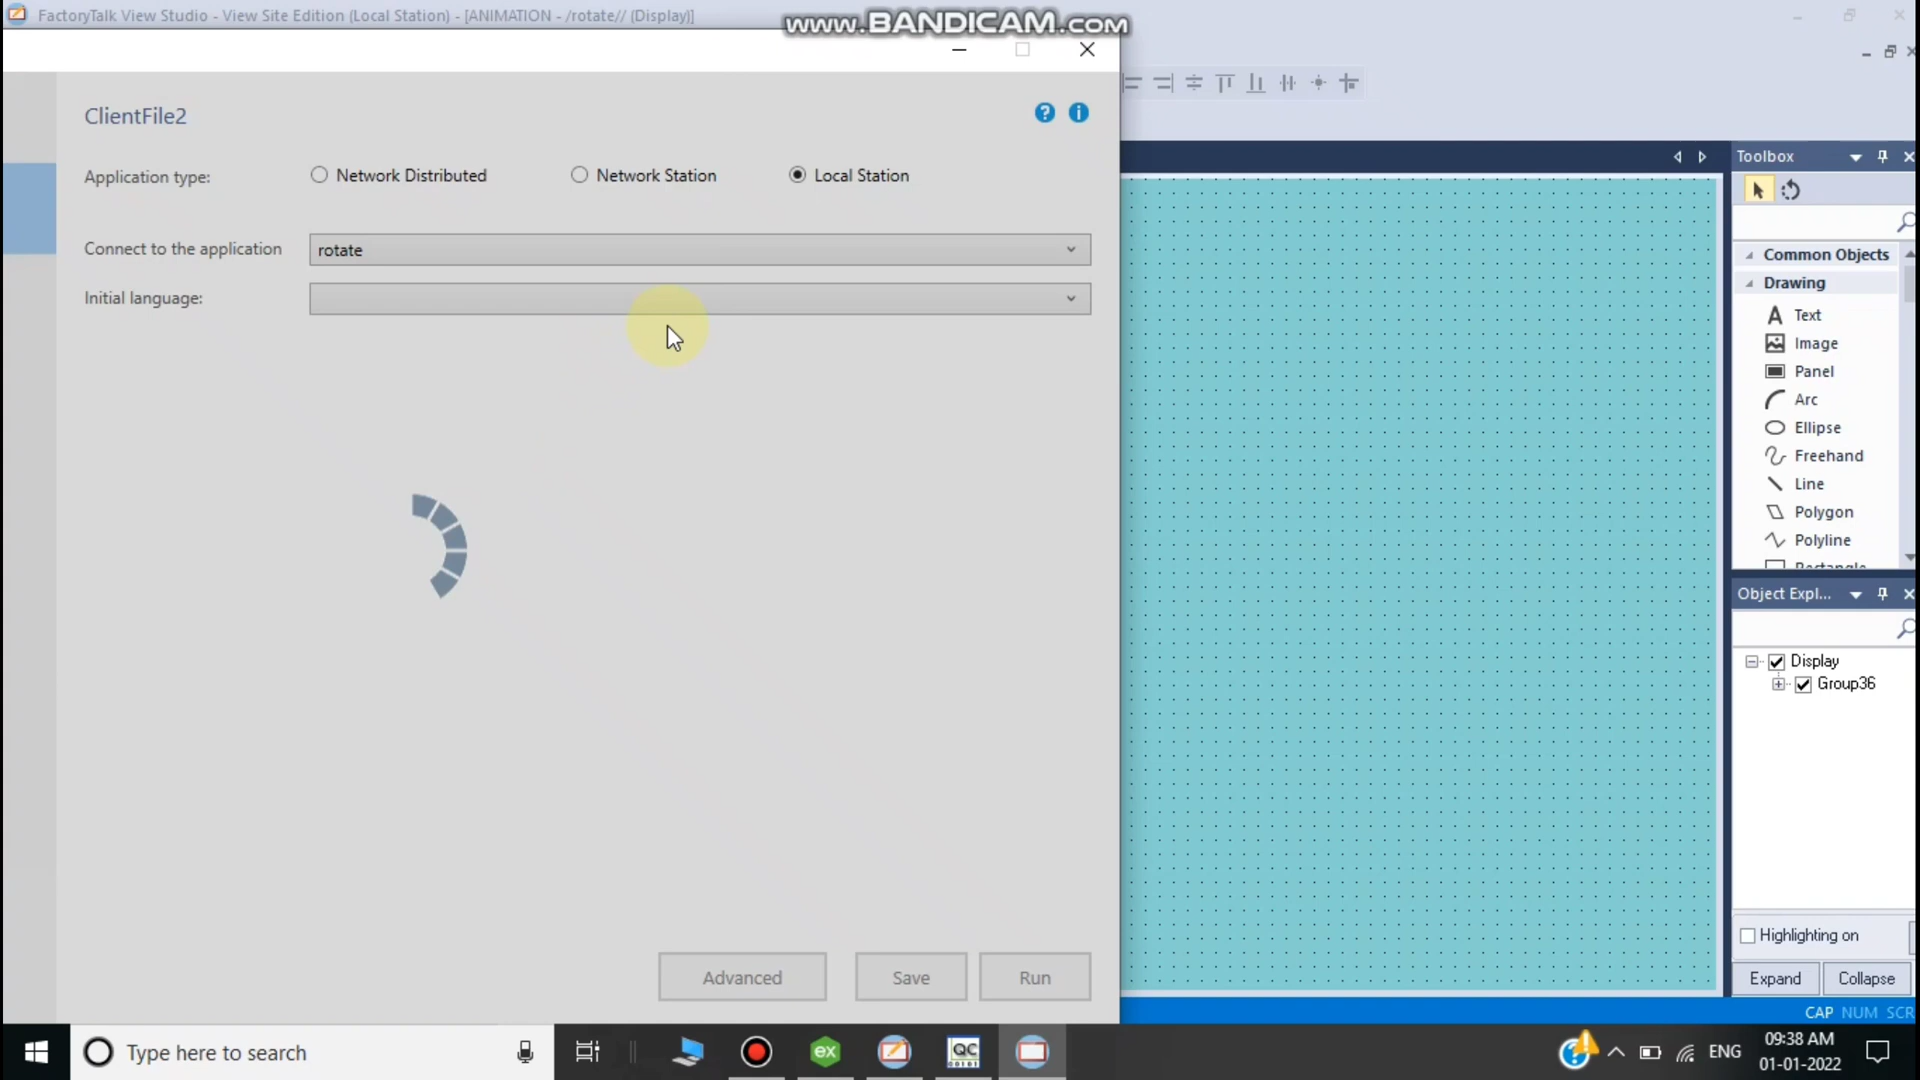 FactoryTalk View Studio - View Site Edition (Local Station) - [ANIMATION - /rotate// (Display)]
www.BANDICAM.com
ClientFile2
Application type:
Network Distributed
Network Station
Local Station
Connect to the application
rotate
Initial language:
Advanced
Save
Run
Toolbox
Common Objects
Drawing
Text
Image
Panel
Arc
Ellipse
Freehand
Line
Polygon
Polyline
Rectangle
Object Expl...
Display
Group36
Highlighting on
Expand
Collapse
CAP NUM SCR
Type here to search
ex
QC
ENG
09:38 AM
01-01-2022